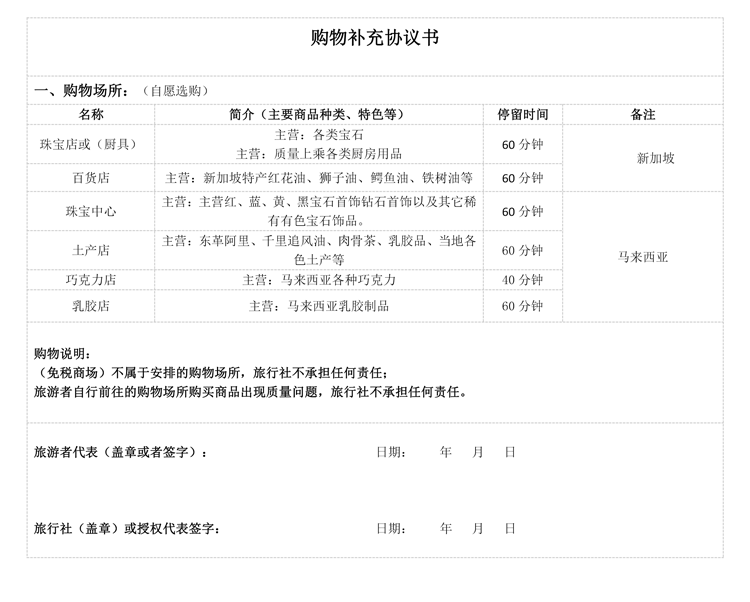 购物补充协议书
一、购物场所：（自愿选购）
名称 简介（主要商品种类、特色等） 停留时间 备注
珠宝店或（厨具） 主营：各类宝石
主营：质量上乘各类厨房用品 60 分钟 新加坡
百货店 主营：新加坡特产红花油、狮子油、鳄鱼油、铁树油等 60 分钟
珠宝中心 主营：主营红、蓝、黄、黑宝石首饰钻石首饰以及其它稀
有有色宝石饰品。 60 分钟
土产店 主营：东革阿里、千里追风油、肉骨茶、乳胶品、当地各
色土产等 60 分钟 马来西亚
巧克力店 主营：马来西亚各种巧克力 40 分钟
乳胶店 主营：马来西亚乳胶制品 60 分钟
购物说明：
（免税商场）不属于安排的购物场所，旅行社不承担任何责任；
旅游者自行前往的购物场所购买商品出现质量问题，旅行社不承担任何责任。
旅游者代表（盖章或者签字）： 日期： 年 月 日
旅行社（盖章）或授权代表签字： 日期： 年 月 日